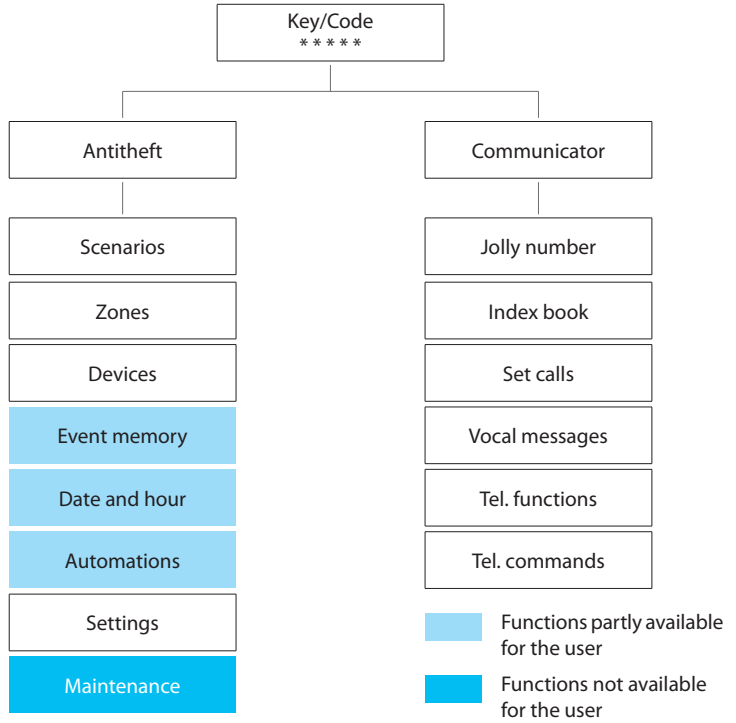 Key/Code
*****
Antitheft
Communicator
Scenarios
Jolly number
Zones
Index book
Devices
Set calls
Event memory
Vocal messages
Date and hour
Tel. functions
Automations
Tel. commands
Settings
Functions partly available
for the user
Maintenance
Functions not available
for the user